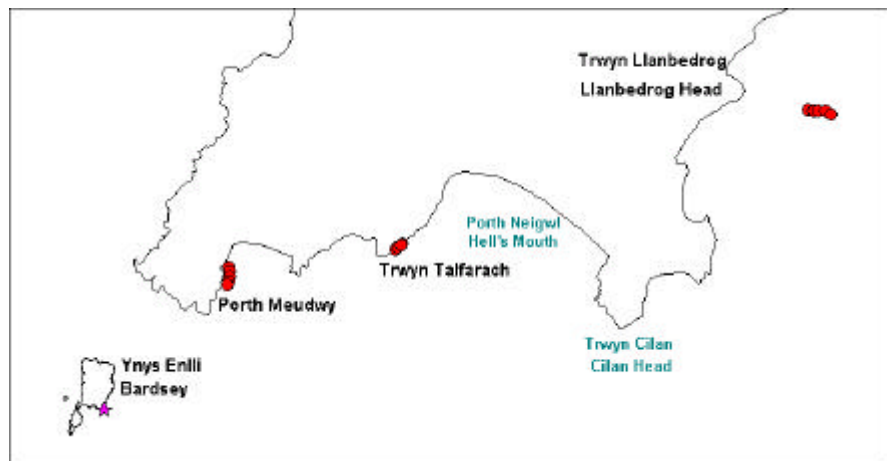 Trwyn Llanbedrog
Llanbedrog Head
Porth Neigwl
Hell's Mouth
Trwyn Talfarach
Porth Meudwy
Trwyn Cilan
Cilan Head
Ynys Enlli
Bardsey